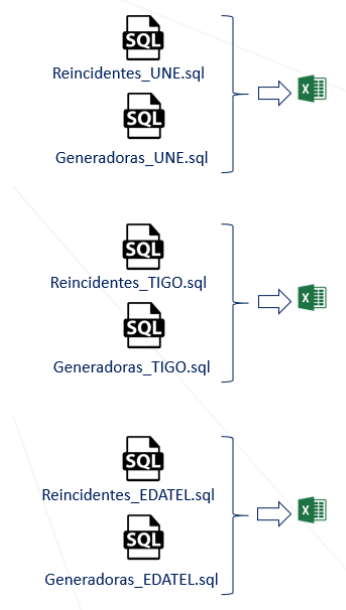 SQL
Reincidentes_UNE.sql
SQL
Generadoras_UNE.sql
X
SQL
Reincidentes_TIGO.sql
SQL
Generadoras_TIGO.sql
X
SQL
Reincidentes_EDATEL.sql
SQL
Generadoras_EDATEL.sql
X